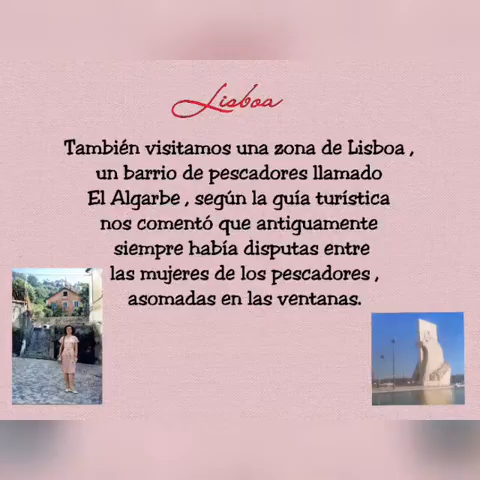 Lisboa
También visitamos una zona de Lisboa ,
un barrio de pescadores llamado
El Algarbe , según la guía turística
nos comentó que antiguamente
siempre había disputas entre
las mujeres de los pescadores ,
asomadas en las ventanas.